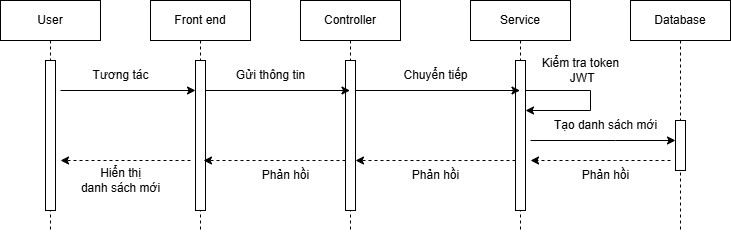 User
Front end
Controller
Service
Database
Tương tác
Gửi thông tin
Chuyển tiếp
Kiểm tra token
JWT
Tạo danh sách mới
Hiển thị
danh sách mới
Phản hồi
Phản hồi
Phản hồi